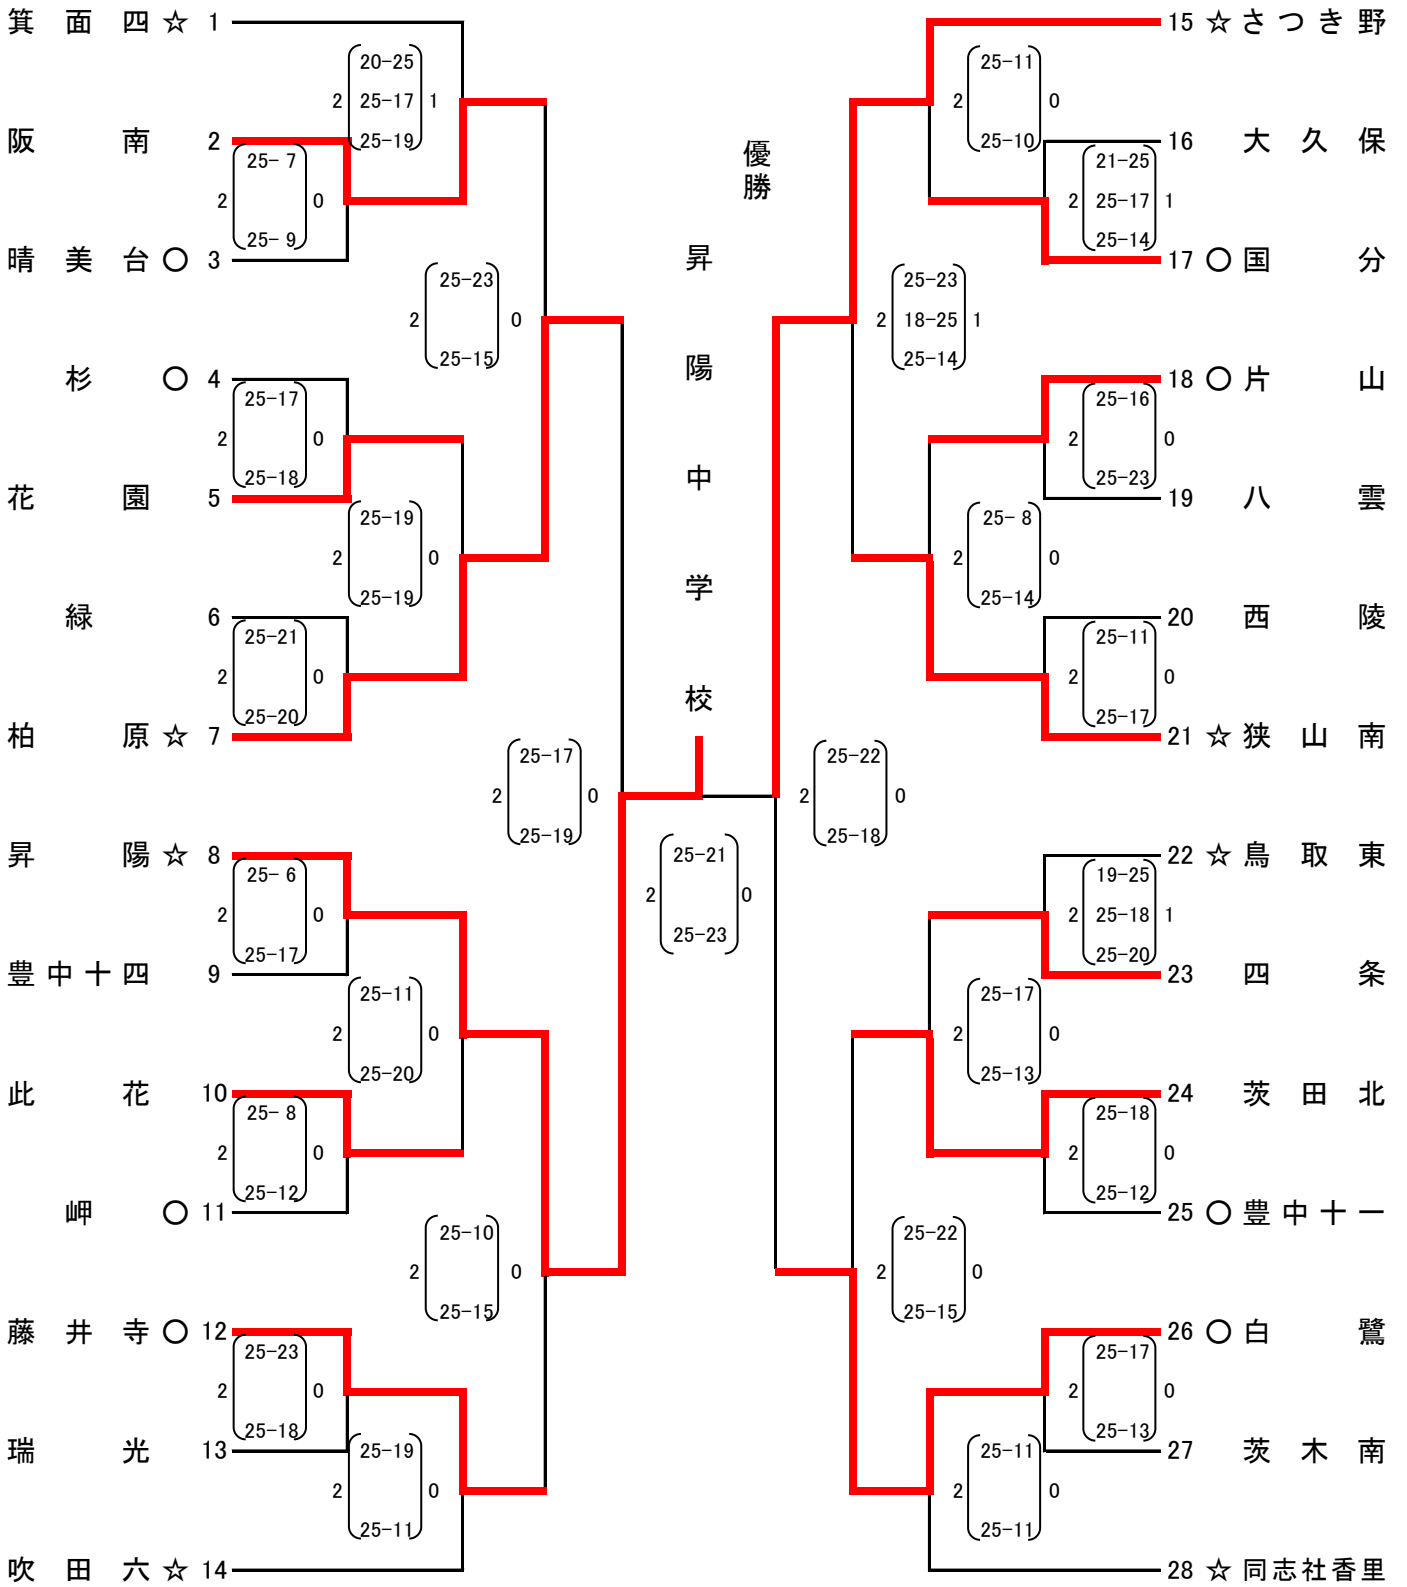 箕面四 ☆ 1
20-25
2 25-17 1
25-19
阪南 2
25- 7
2 0
25- 9
晴美台 ○ 3
25-23
2 0
25-15
杉 ○ 4
25-17
2 0
25-18
花園 5
25-19
2 0
25-19
緑 6
25-21
2 0
25-20
柏原 ☆ 7
25-17
2 0
25-19
昇陽 ☆ 8
25- 6
2 0
25-17
豊中十四 9
25-11
2 0
25-20
此花 10
25- 8
2 0
25-12
岬 ○ 11
25-10
2 0
25-15
藤井寺 ○ 12
25-23
2 0
25-18
瑞光 13
25-19
2 0
25-11
吹田六 ☆ 14
優勝
昇陽中学校
25-21
2 0
25-23
15 ☆ さつき野
25-11
2 0
25-10
16 大久保
21-25
2 25-17 1
25-14
17 ○ 国分
25-23
2 18-25 1
25-14
18 ○ 片山
25-16
2 0
25-23
19 八雲
25- 8
2 0
25-14
20 西陵
25-11
2 0
25-17
21 ☆ 狭山南
25-22
2 0
25-18
22 ☆鳥取東
19-25
2 25-18 1
25-20
23 四条
25-17
2 0
25-13
24 茨田北
25-18
2 0
25-12
25 ○ 豊中十一
25-22
2 0
25-15
26 ○ 白鷺
25-17
2 0
25-13
27 茨木南
25-11
2 0
25-11
28 ☆ 同志社香里